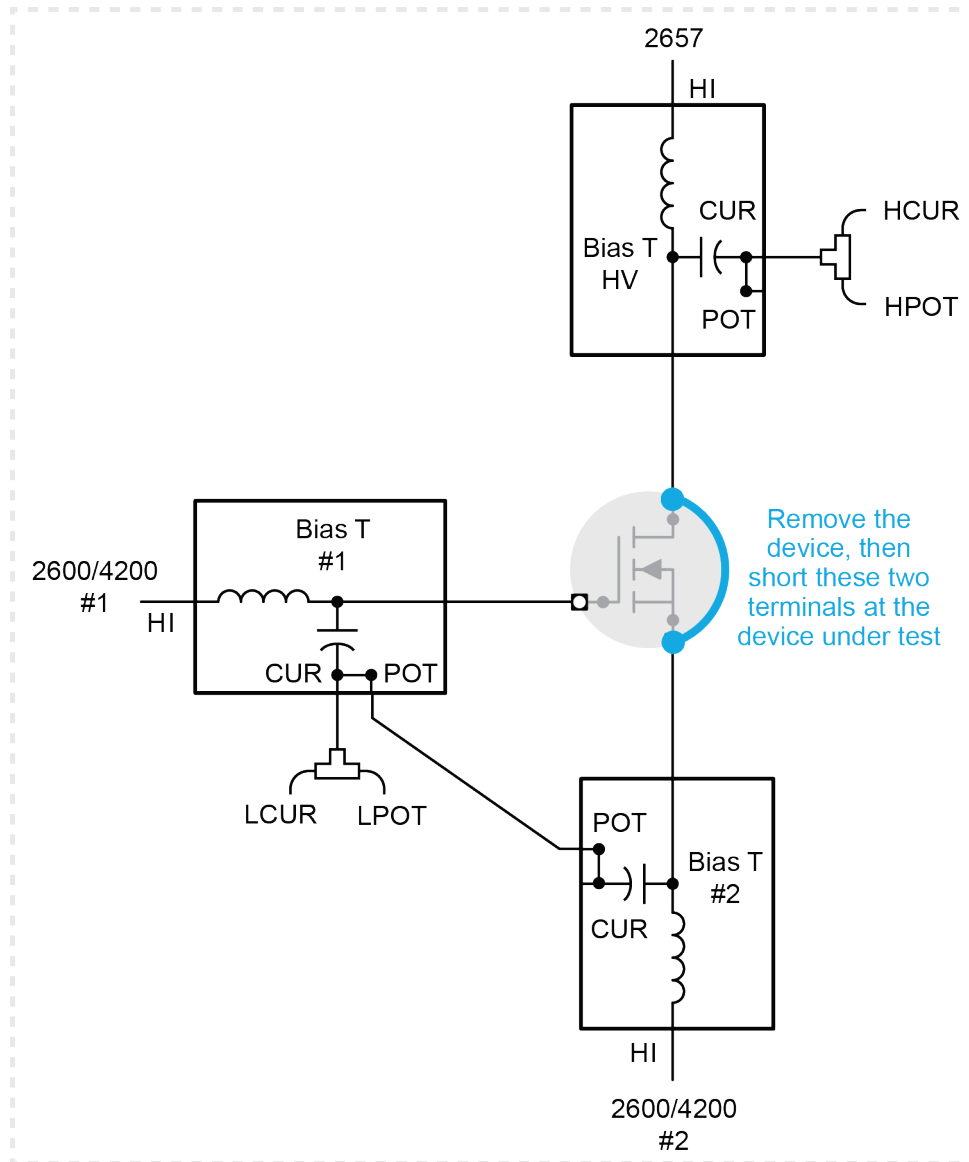 2657
HI
CUR
HCUR
Bias T
HV
POT
HPOT
Bias T
#1
2600/4200
#1
HI
CUR
POT
LCUR
LPOT
Remove the
device, then
short these two
terminals at the
device under test
POT
Bias T
#2
CUR
HI
2600/4200
#2